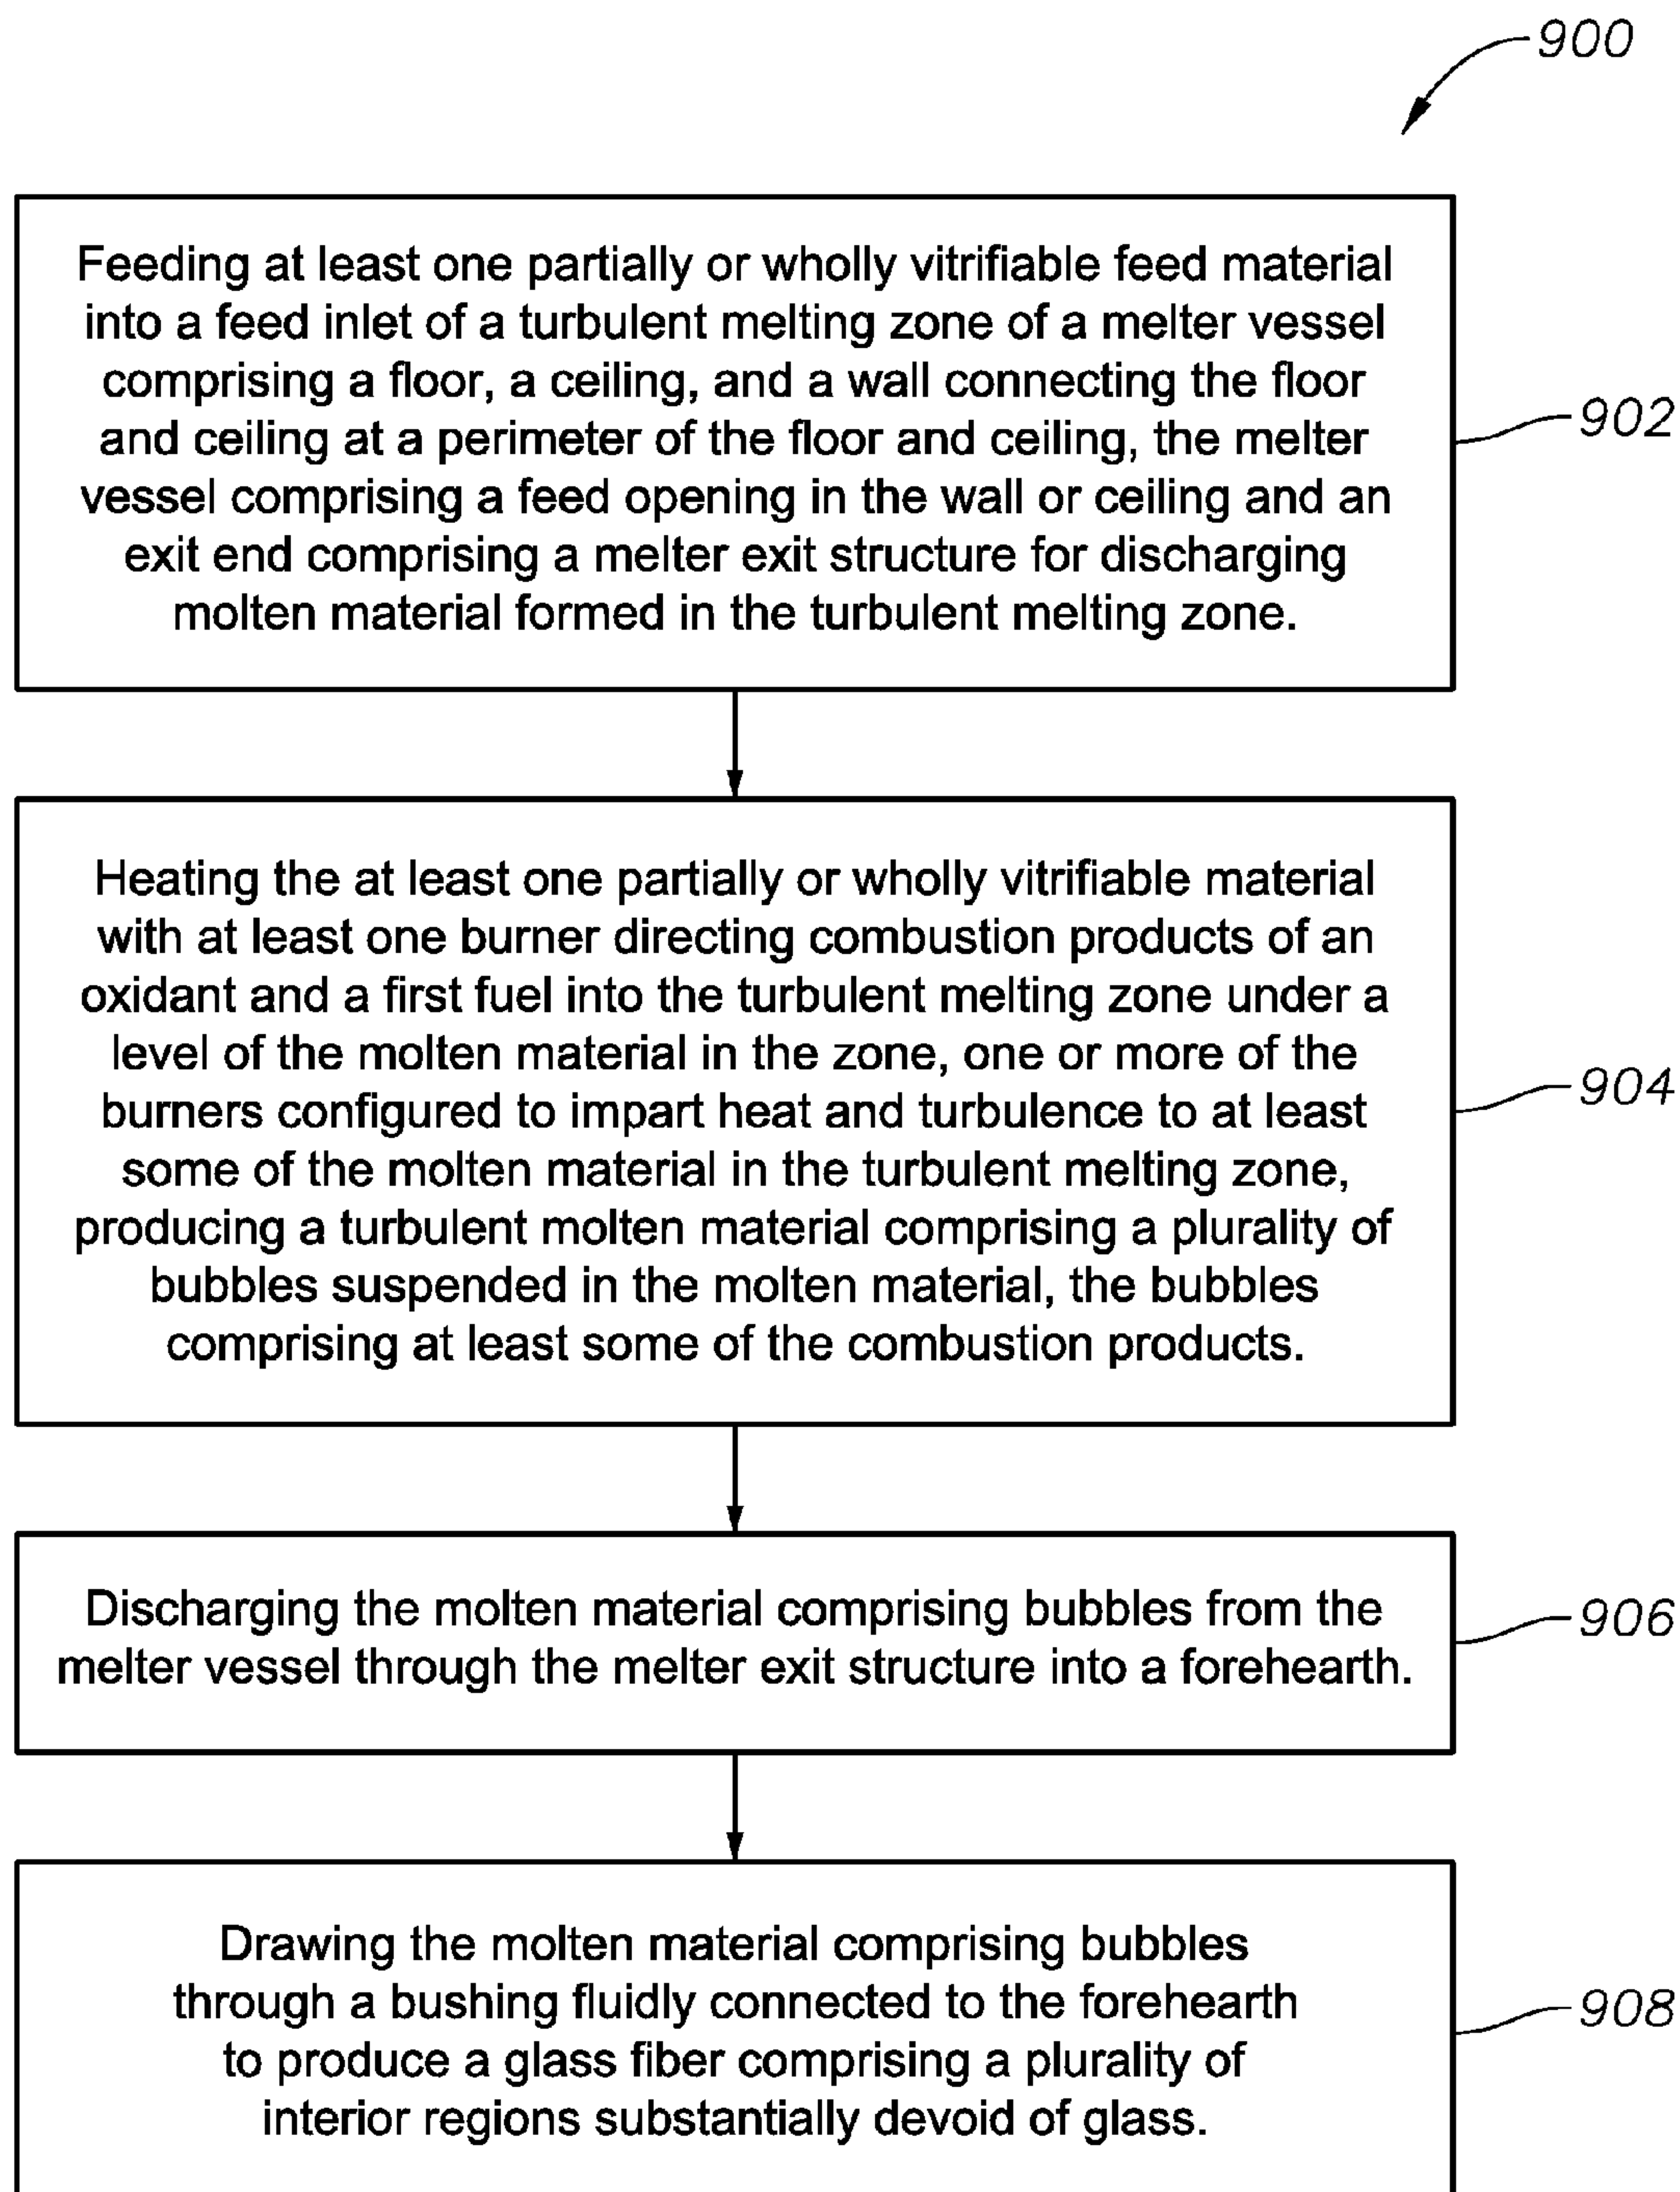 900
Feeding at least one partially or wholly vitrifiable feed material
into a feed inlet of a turbulent melting zone of a melter vessel
comprising a floor, a ceiling, and a wall connecting the floor
and ceiling at a perimeter of the floor and ceiling, the melter
vessel comprising a feed opening in the wall or ceiling and an
exit end comprising a melter exit structure for discharging
molten material formed in the turbulent melting zone.
902
Heating the at least one partially or wholly vitrifiable material
with at least one burner directing combustion products of an
oxidant and a first fuel into the turbulent melting zone under a
level of the molten material in the zone, one or more of the
burners configured to impart heat and turbulence to at least
some of the molten material in the turbulent melting zone,
producing a turbulent molten material comprising a plurality of
bubbles suspended in the molten material, the bubbles
comprising at least some of the combustion products.
904
Discharging the molten material comprising bubbles from the
melter vessel through the melter exit structure into a forehearth.
906
Drawing the molten material comprising bubbles
through a bushing fluidly connected to the forehearth
to produce a glass fiber comprising a plurality of
interior regions substantially devoid of glass.
908